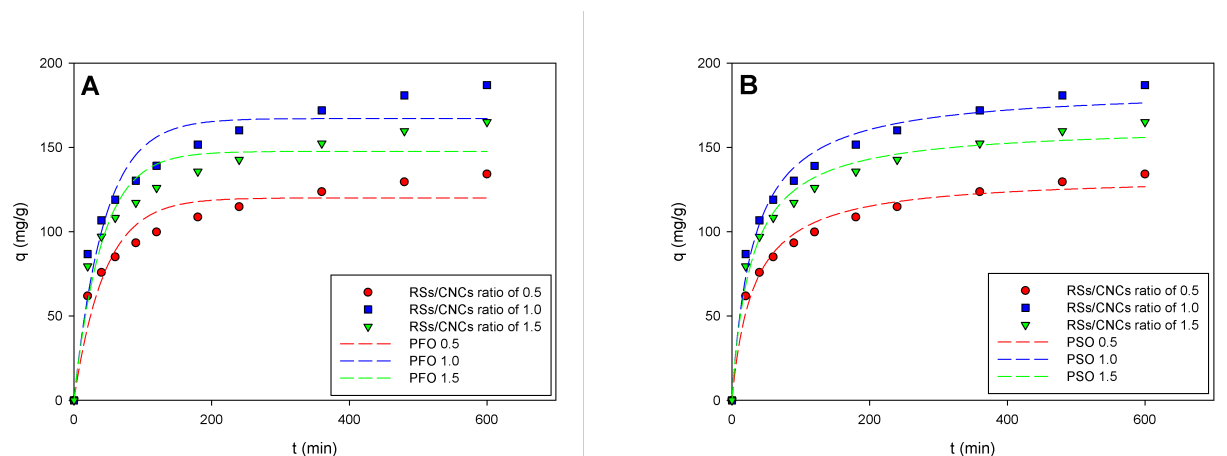 A
200
150
100
50
0
q (mg/g)
RSs/CNCs ratio of 0.5
RSs/CNCs ratio of 1.0
RSs/CNCs ratio of 1.5
PFO 0.5
PFO 1.0
PFO 1.5
0 200 400 600
t (min)
B
200
150
100
50
0
q (mg/g)
RSs/CNCs ratio of 0.5
RSs/CNCs ratio of 1.0
RSs/CNCs ratio of 1.5
PSO 0.5
PSO 1.0
PSO 1.5
0 200 400 600
t (min)